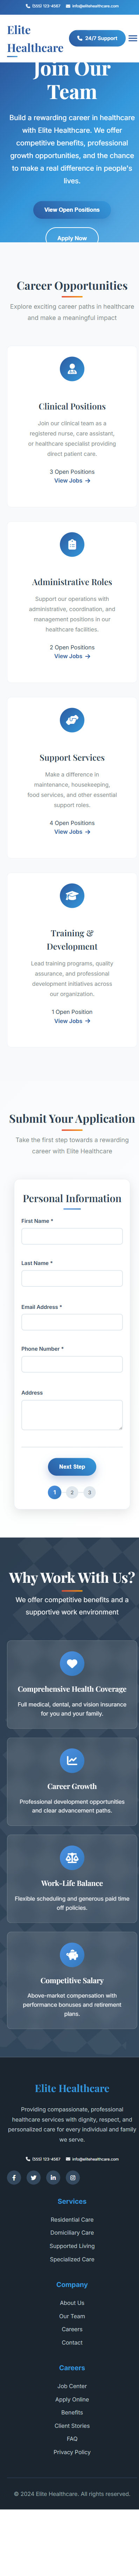 (555) 123-4567 info@elitehealthcare.com
Elite
Healthcare
24/7 Support
Join Our
Team
Build a rewarding career in healthcare
with Elite Healthcare. We offer
competitive benefits, professional
growth opportunities, and the chance
to make a real difference in people's
lives.
View Open Positions
Apply Now
Career Opportunities
Explore exciting career paths in healthcare
and make a meaningful impact
Clinical Positions
Join our clinical team as a
registered nurse, care assistant,
or healthcare specialist providing
direct patient care.
3 Open Positions
View Jobs →
Administrative Roles
Support our operations with
administrative, coordination, and
management positions in our
healthcare facilities.
2 Open Positions
View Jobs →
Support Services
Make a difference in
maintenance, housekeeping,
food services, and other essential
support roles.
4 Open Positions
View Jobs →
Training &
Development
Lead training programs, quality
assurance, and professional
development initiatives across
our organization.
1 Open Position
View Jobs →
Submit Your Application
Take the first step towards a rewarding
career with Elite Healthcare
Personal Information
First Name *
Last Name *
Email Address *
Phone Number *
Address
Next Step
1 2 3
Why Work With Us?
We offer competitive benefits and a
supportive work environment
Comprehensive Health Coverage
Full medical, dental, and vision insurance
for you and your family.
Career Growth
Professional development opportunities
and clear advancement paths.
Work-Life Balance
Flexible scheduling and generous paid time
off policies.
Competitive Salary
Above-market compensation with
performance bonuses and retirement
plans.
Elite Healthcare
Providing compassionate, professional
healthcare services with dignity, respect, and
personalized care for every individual and family
we serve.
(555) 123-4567 info@elitehealthcare.com
Services
Residential Care
Domiciliary Care
Supported Living
Specialized Care
Company
About Us
Our Team
Careers
Contact
Careers
Job Center
Apply Online
Benefits
Client Stories
FAQ
Privacy Policy
© 2024 Elite Healthcare. All rights reserved.